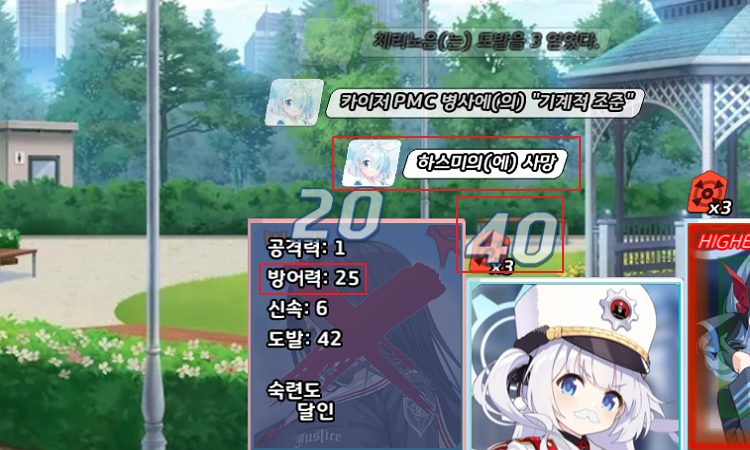 체리노은(는) 도발을 3 얻었다.
카이저 PMC 병사에(의) "기계적 조준"
하스미의(에) 사망
20
40
x3
x3
HIGHE
공격력: 1
방어력: 25
신속: 6
도발: 42
숙련도
달인
Justice